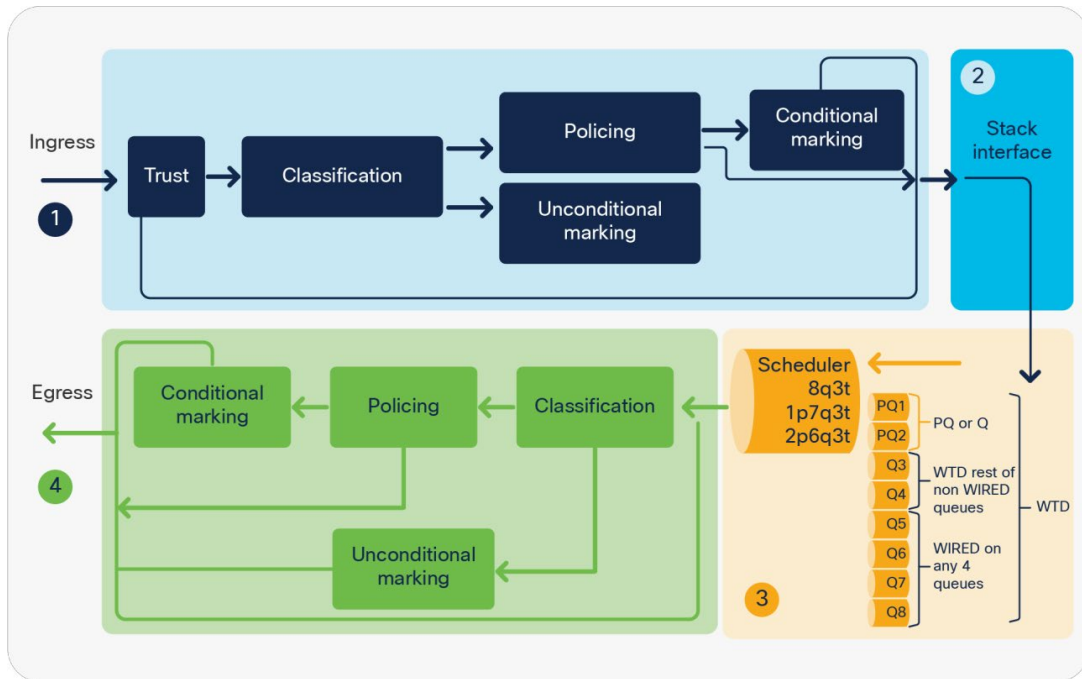 Ingress
1
Trust
Classification
Policing
Unconditional
marking
Conditional
marking
2
Stack
interface
Egress
4
Conditional
marking
Policing
Classification
Unconditional
marking
Scheduler
8q3t
1p7q3t
2p6q3t
3
PQ1
PQ2
Q3
Q4
Q5
Q6
Q7
Q8
PQ or Q
WTD rest of
non WIRED
queues
WIRED on
any 4
queues
WTD